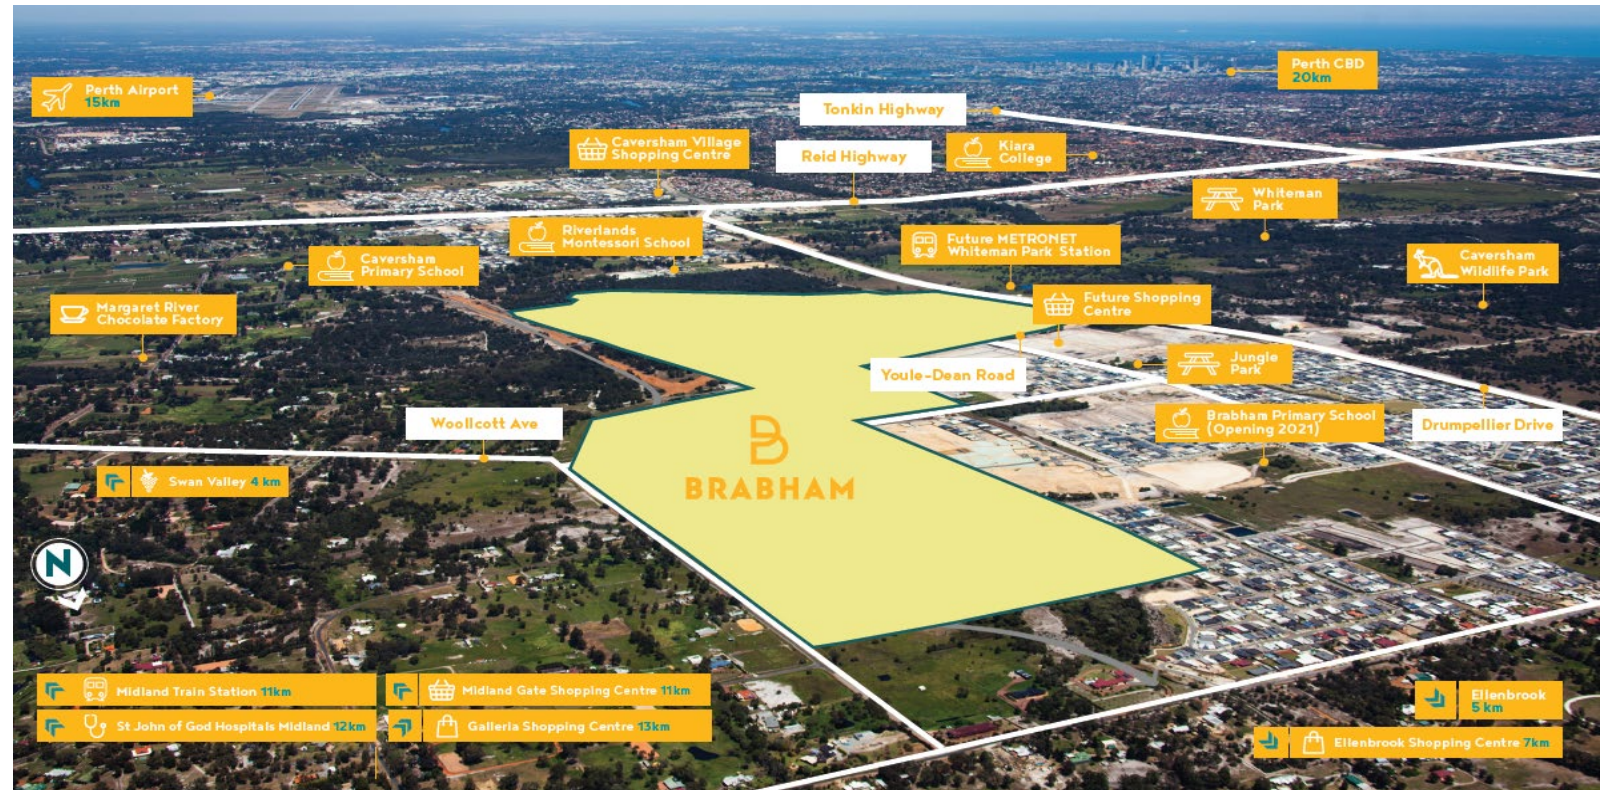 Perth Airport
15km
Perth CBD
20km
Tonkin Highway
Caversham Village
Shopping Centre
Reid Highway
Kiara
College
Whiteman
Park
Riverlands
Montessori School
Future METRONET
Whiteman Park Station
Caversham
Primary School
Caversham
Wildlife Park
Margaret River
Chocolate Factory
Future Shopping
Centre
Youle-Dean Road
Jungle
Park
Woollcott Ave
Brabham Primary School
(Opening 2021)
Drumpellier Drive
B
BRABHAM
Swan Valley 4 km
N
Midland Train Station 11km
Midland Gate Shopping Centre 11km
St John of God Hospitals Midland 12km
Galleria Shopping Centre 13km
Ellenbrook
5 km
Ellenbrook Shopping Centre 7km